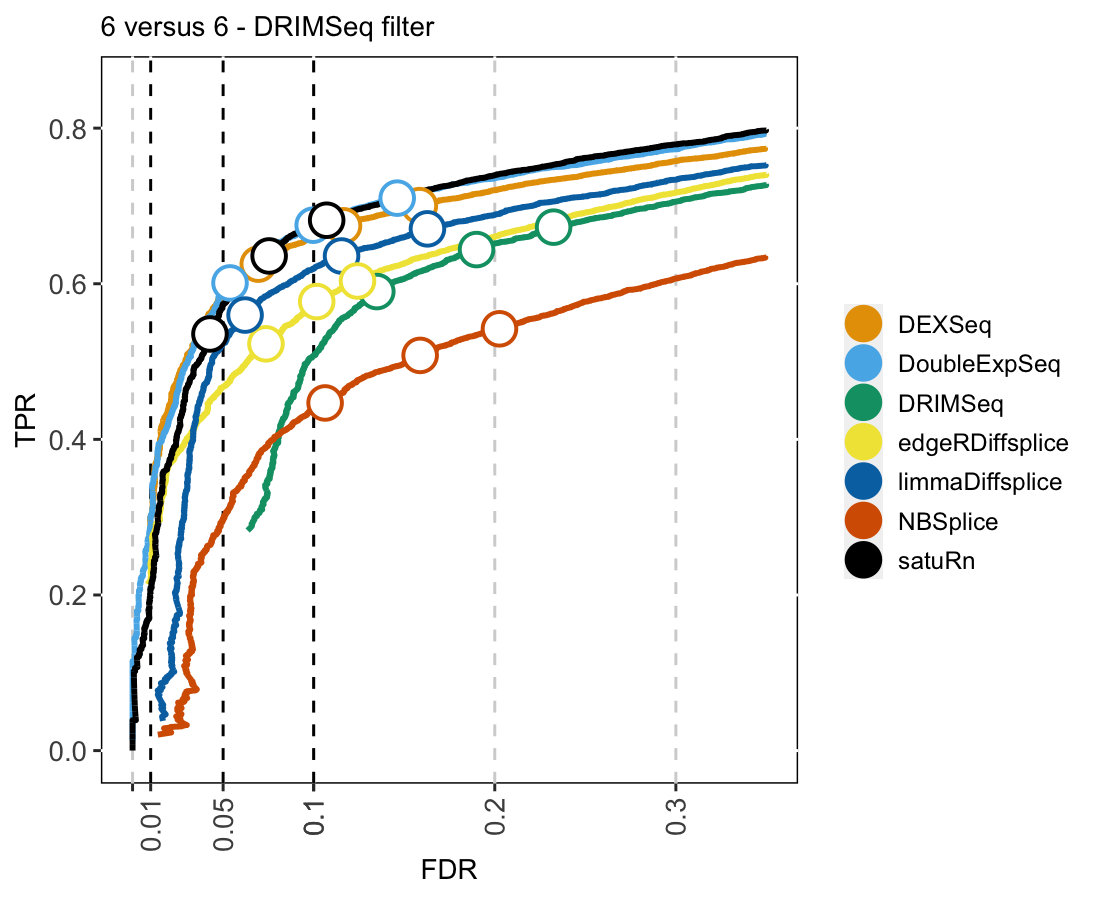 6 versus 6 - DRIMSeq filter
TPR
0.8
0.6
0.4
0.2
0.0
0.01
0.05
0.1
0.2
0.3
FDR
DEXSeq
DoubleExpSeq
DRIMSeq
edgeRDiffsplice
limmaDiffsplice
NBSplice
satuRn